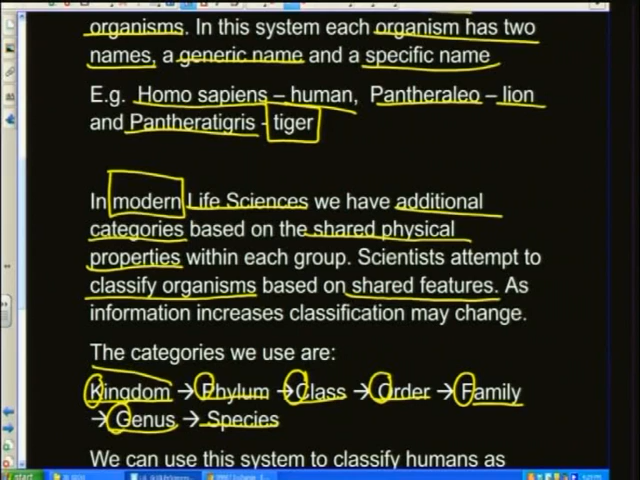 organisms. In this system each organism has two
names, a generic name and a specific name
E.g. Homo sapiens – human, Pantheraleo – lion
and Pantheratigris - tiger
In modern Life Sciences we have additional
categories based on the shared physical
properties within each group. Scientists attempt to
classify organisms based on shared features. As
information increases classification may change.
The categories we use are:
Kingdom → Phylum → Class → Order → Family
→ Genus → Species
We can use this system to classify humans as
start